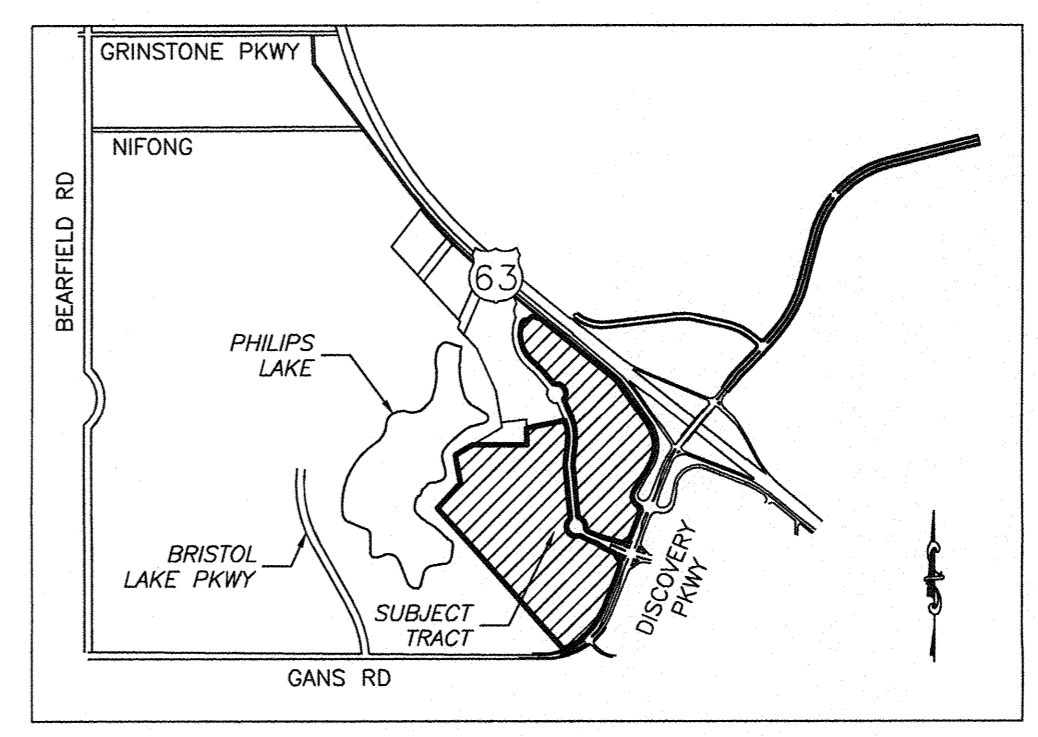 GRINSTONE PKWY
NIFONG
BEARFIELD RD
63
PHILIPS
LAKE
BRISTOL
LAKE PKWY
SUBJECT
TRACT
DISCOVERY
PKWY
GANS RD